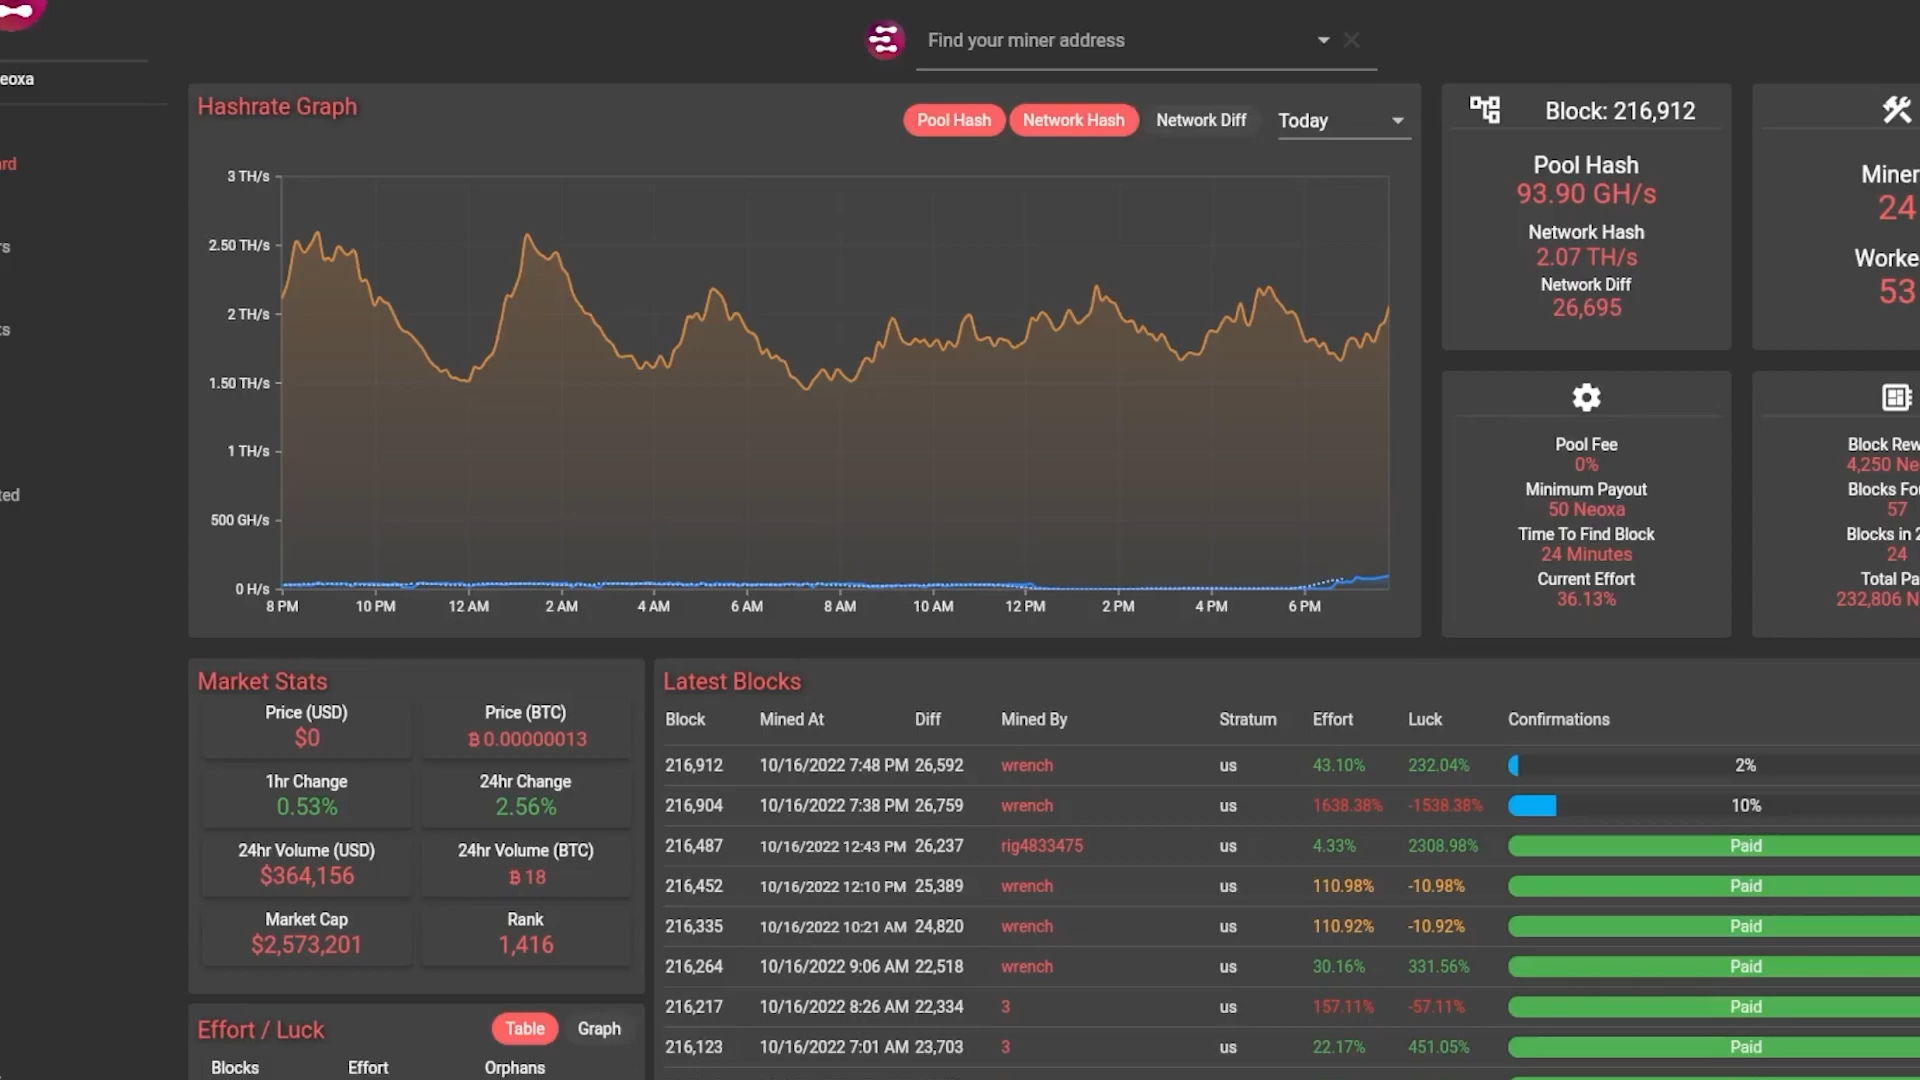 Find your miner address
eoxa
rd
rs
ts
ted
Hashrate Graph
Pool Hash Network Hash Network Diff Today
3 TH/s
2.50 TH/s
2 TH/s
1.50 TH/s
1 TH/s
500 GH/s
0 H/s
8 PM 10 PM 12 AM 2 AM 4 AM 6 AM 8 AM 10 AM 12 PM 2 PM 4 PM 6 PM
Block: 216,912
Pool Hash
93.90 GH/s
Network Hash
2.07 TH/s
Network Diff
26,695
Miner
24
Worke
53
Pool Fee
0%
Minimum Payout
50 Neoxa
Time To Find Block
24 Minutes
Current Effort
36.13%
Block Rew
4,250 Ne
Blocks Fou
57
Blocks in 2
24
Total Pa
232,806 N
Market Stats
Price (USD) Price (BTC)
$0 ₿ 0.00000013
1hr Change 24hr Change
0.53% 2.56%
24hr Volume (USD) 24hr Volume (BTC)
$364,156 ₿ 18
Market Cap Rank
$2,573,201 1,416
Effort / Luck Table Graph
Blocks Effort Orphans
Latest Blocks
Block Mined At Diff Mined By Stratum Effort Luck Confirmations
216,912 10/16/2022 7:48 PM 26,592 wrench us 43.10% 232.04% 2%
216,904 10/16/2022 7:38 PM 26,759 wrench us 1638.38% -1538.38% 10%
216,487 10/16/2022 12:43 PM 26,237 rig4833475 us 4.33% 2308.98% Paid
216,452 10/16/2022 12:10 PM 25,389 wrench us 110.98% -10.98% Paid
216,335 10/16/2022 10:21 AM 24,820 wrench us 110.92% -10.92% Paid
216,264 10/16/2022 9:06 AM 22,518 wrench us 30.16% 331.56% Paid
216,217 10/16/2022 8:26 AM 22,334 3 us 157.11% -57.11% Paid
216,123 10/16/2022 7:01 AM 23,703 3 us 22.17% 451.05% Paid